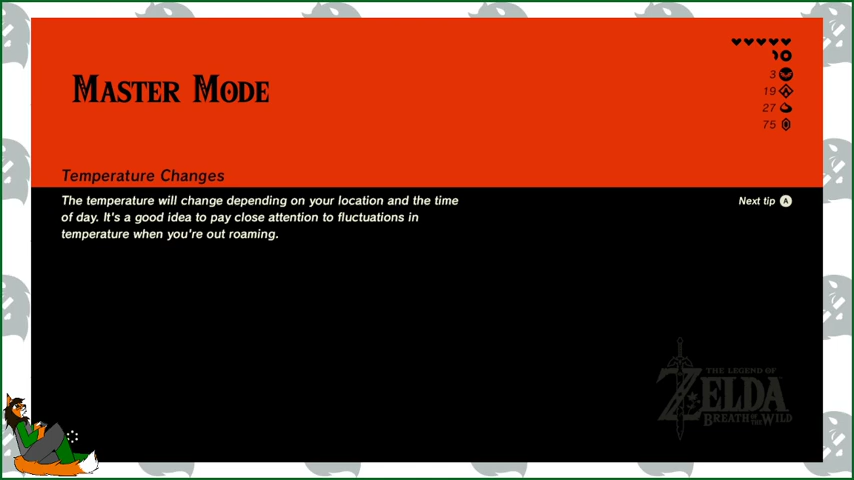 MASTER MODE
3
19
27
75
Temperature Changes
The temperature will change depending on your location and the time
of day. It's a good idea to pay close attention to fluctuations in
temperature when you're out roaming.
Next tip A
THE LEGEND OF
ZELDA
BREATH OF THE WILD